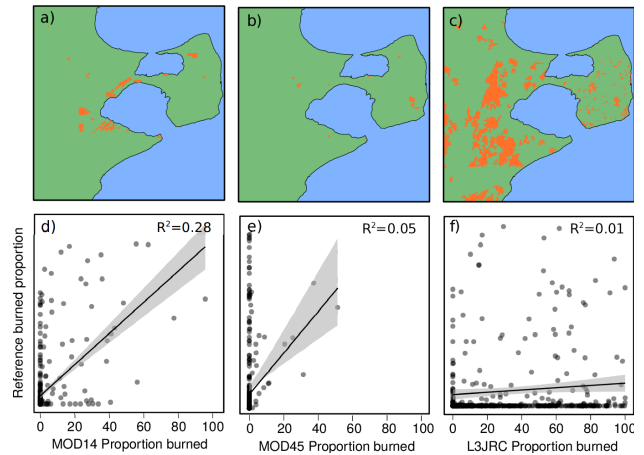 a)
b)
c)
d)
R²=0.28
e)
R²=0.05
f)
R²=0.01
Reference burned proportion
0 20 40 60 80 100
0 20 40 60 80 100
0 20 40 60 80 100
MOD14 Proportion burned
MOD45 Proportion burned
L3JRC Proportion burned